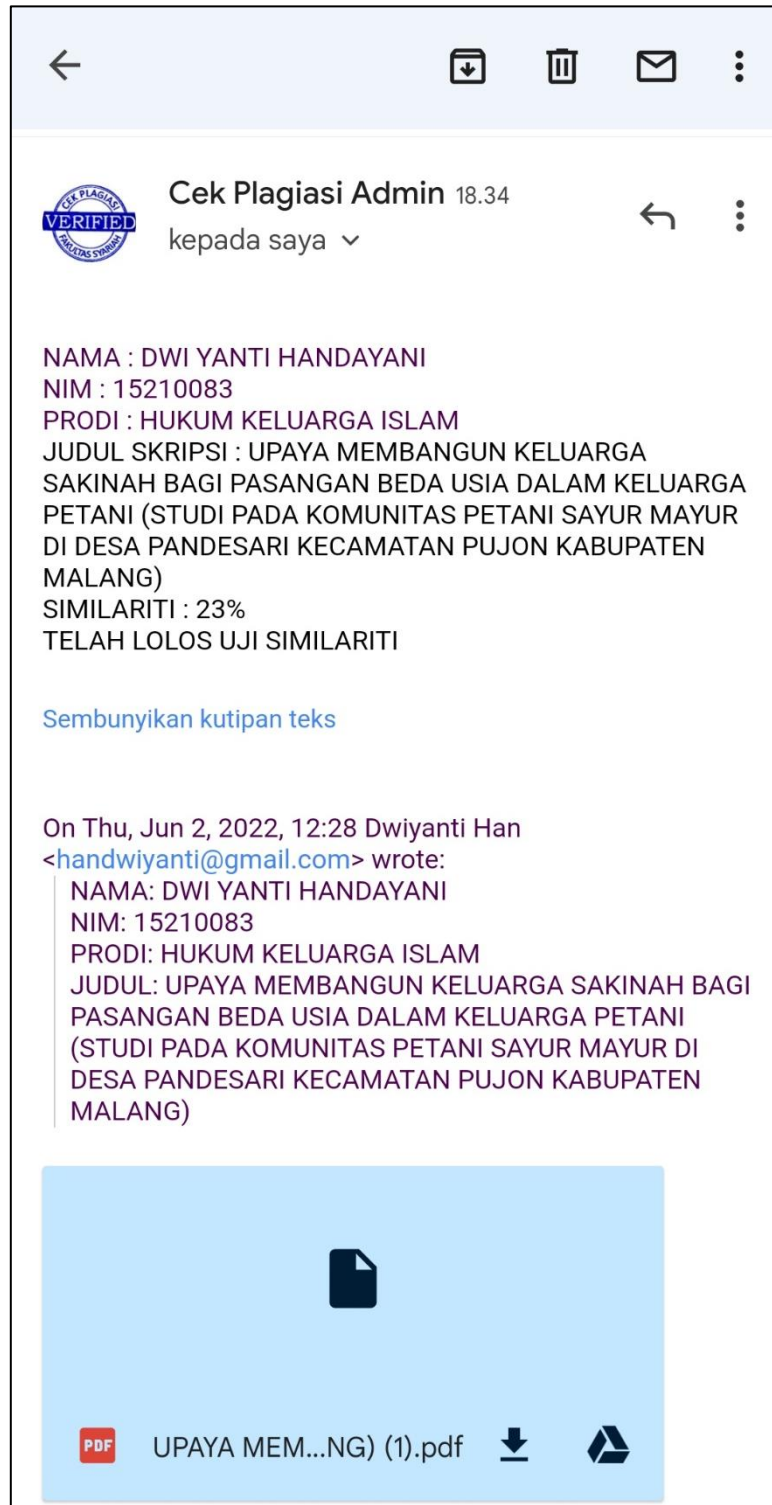 CEK PLAGIASI
VERIFIED
FAKULTAS SYARIAH
Cek Plagiasi Admin 18.34
kepada saya
NAMA : DWI YANTI HANDAYANI
NIM : 15210083
PRODI : HUKUM KELUARGA ISLAM
JUDUL SKRIPSI : UPAYA MEMBANGUN KELUARGA
SAKINAH BAGI PASANGAN BEDA USIA DALAM KELUARGA
PETANI (STUDI PADA KOMUNITAS PETANI SAYUR MAYUR
DI DESA PANDESARI KECAMATAN PUJON KABUPATEN
MALANG)
SIMILARITI : 23%
TELAH LOLOS UJI SIMILARITI
Sembunyikan kutipan teks
On Thu, Jun 2, 2022, 12:28 Dwiyanti Han
<handwiyanti@gmail.com> wrote:
NAMA: DWI YANTI HANDAYANI
NIM: 15210083
PRODI: HUKUM KELUARGA ISLAM
JUDUL: UPAYA MEMBANGUN KELUARGA SAKINAH BAGI
PASANGAN BEDA USIA DALAM KELUARGA PETANI
(STUDI PADA KOMUNITAS PETANI SAYUR MAYUR DI
DESA PANDESARI KECAMATAN PUJON KABUPATEN
MALANG)
PDF UPAYA MEM...NG) (1).pdf